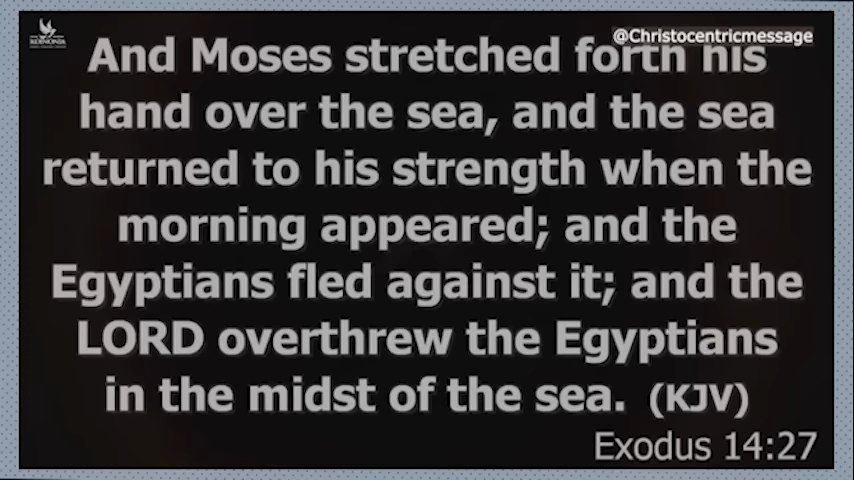 KOINONIA
@Christocentricmessage
And Moses stretched forth his
hand over the sea, and the sea
returned to his strength when the
morning appeared; and the
Egyptians fled against it; and the
LORD overthrew the Egyptians
in the midst of the sea. (KJV)
Exodus 14:27